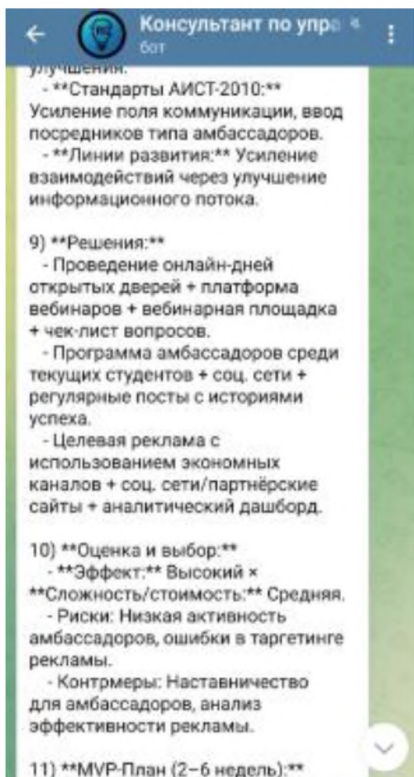 Консультант по упра
бот
улучшения.
- **Стандарты АИСТ-2010:**
Усиление поля коммуникации, ввод
посредников типа амбассадоров.
- **Линии развития:** Усиление
взаимодействий через улучшение
информационного потока.
9) **Решения:**
- Проведение онлайн-дней
открытых дверей + платформа
вебинаров + вебинарная площадка
+ чек-лист вопросов.
- Программа амбассадоров среди
текущих студентов + соц. сети +
регулярные посты с историями
успеха.
- Целевая реклама с
использованием экономных
каналов + соц. сети/партнёрские
сайты + аналитический дашборд.
10) **Оценка и выбор:**
- **Эффект:** Высокий ×
**Сложность/стоимость:** Средняя.
- Риски: Низкая активность
амбассадоров, ошибки в таргетинге
рекламы.
- Контрмеры: Наставничество
для амбассадоров, анализ
эффективности рекламы.
11) **MVP-План (2–6 недель):**